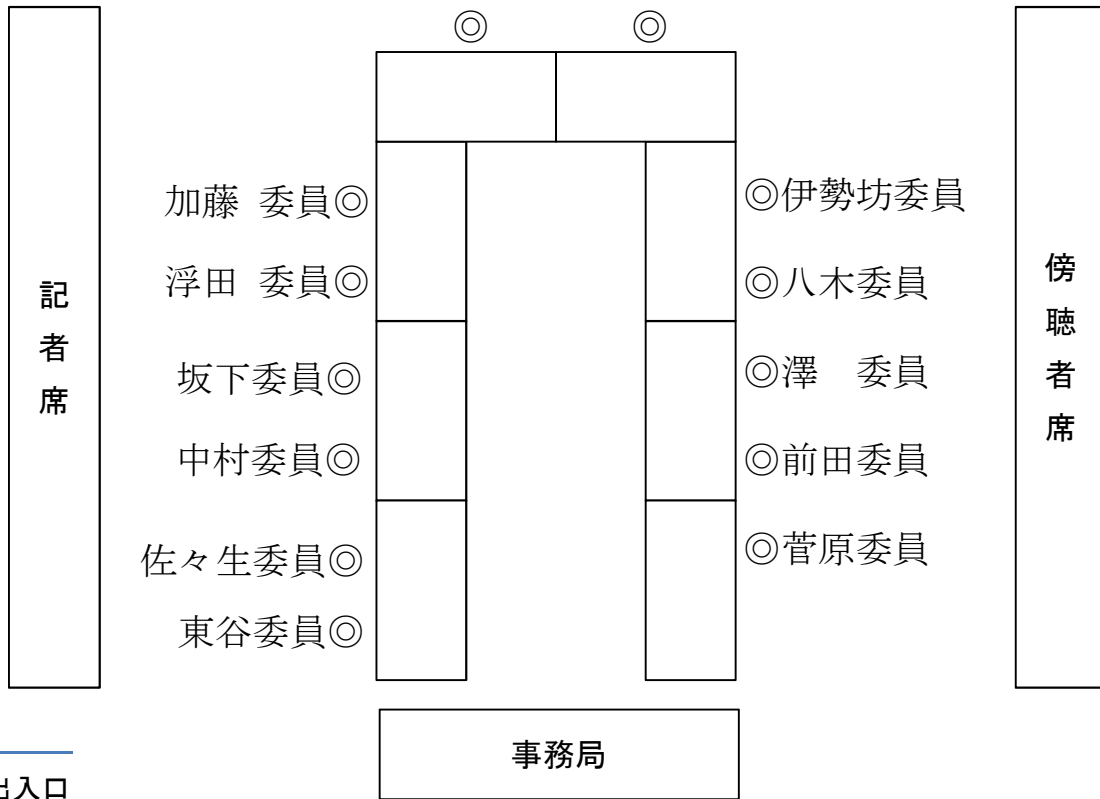 ◎ ◎
加藤 委員◎
◎伊勢坊委員
浮田 委員◎
◎八木委員
坂下委員◎
◎澤　委員
中村委員◎
◎前田委員
佐々生委員◎
◎菅原委員
東谷委員◎
記者席
傍聴者席
事務局
出入口